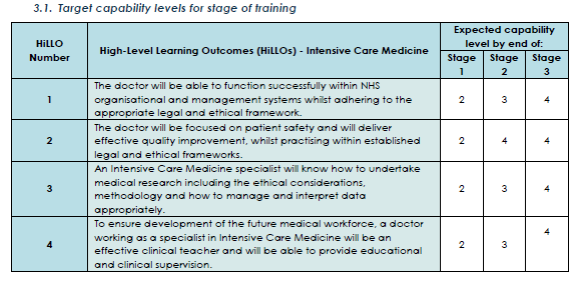 3.1. Target capability levels for stage of training
HiLLO Number
High-Level Learning Outcomes (HiLLOs) - Intensive Care Medicine
Expected capability level by end of:
Stage 1
Stage 2
Stage 3
1
The doctor will be able to function successfully within NHS
organisational and management systems whilst adhering to the
appropriate legal and ethical framework.
2 3 4
2
The doctor will be focused on patient safety and will deliver
effective quality improvement, whilst practising within established
legal and ethical frameworks.
2 4 4
3
An Intensive Care Medicine specialist will know how to undertake
medical research including the ethical considerations,
methodology and how to manage and interpret data
appropriately.
2 3 4
4
To ensure development of the future medical workforce, a doctor
working as a specialist in Intensive Care Medicine will be an
effective clinical teacher and will be able to provide educational
and clinical supervision.
2 3 4